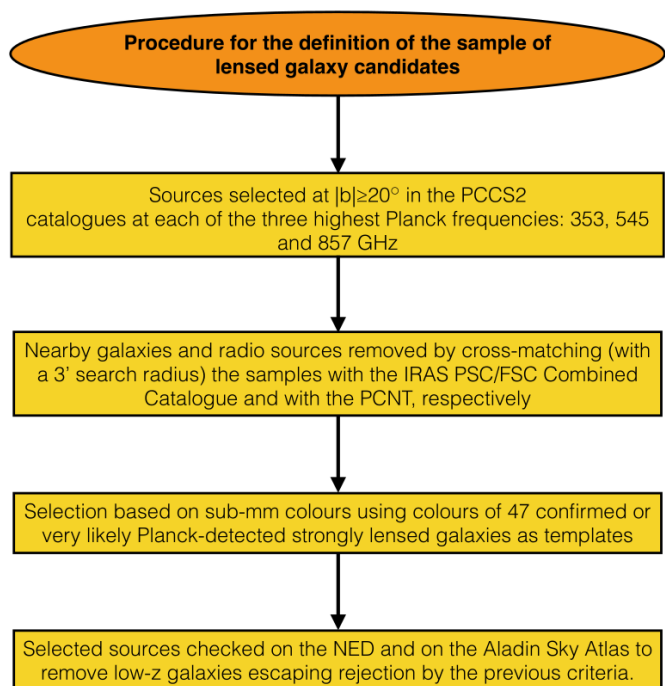 Procedure for the definition of the sample of
lensed galaxy candidates
Sources selected at |b|≥20° in the PCCS2
catalogues at each of the three highest Planck frequencies: 353, 545
and 857 GHz
Nearby galaxies and radio sources removed by cross-matching (with
a 3' search radius) the samples with the IRAS PSC/FSC Combined
Catalogue and with the PCNT, respectively
Selection based on sub-mm colours using colours of 47 confirmed or
very likely Planck-detected strongly lensed galaxies as templates
Selected sources checked on the NED and on the Aladin Sky Atlas to
remove low-z galaxies escaping rejection by the previous criteria.